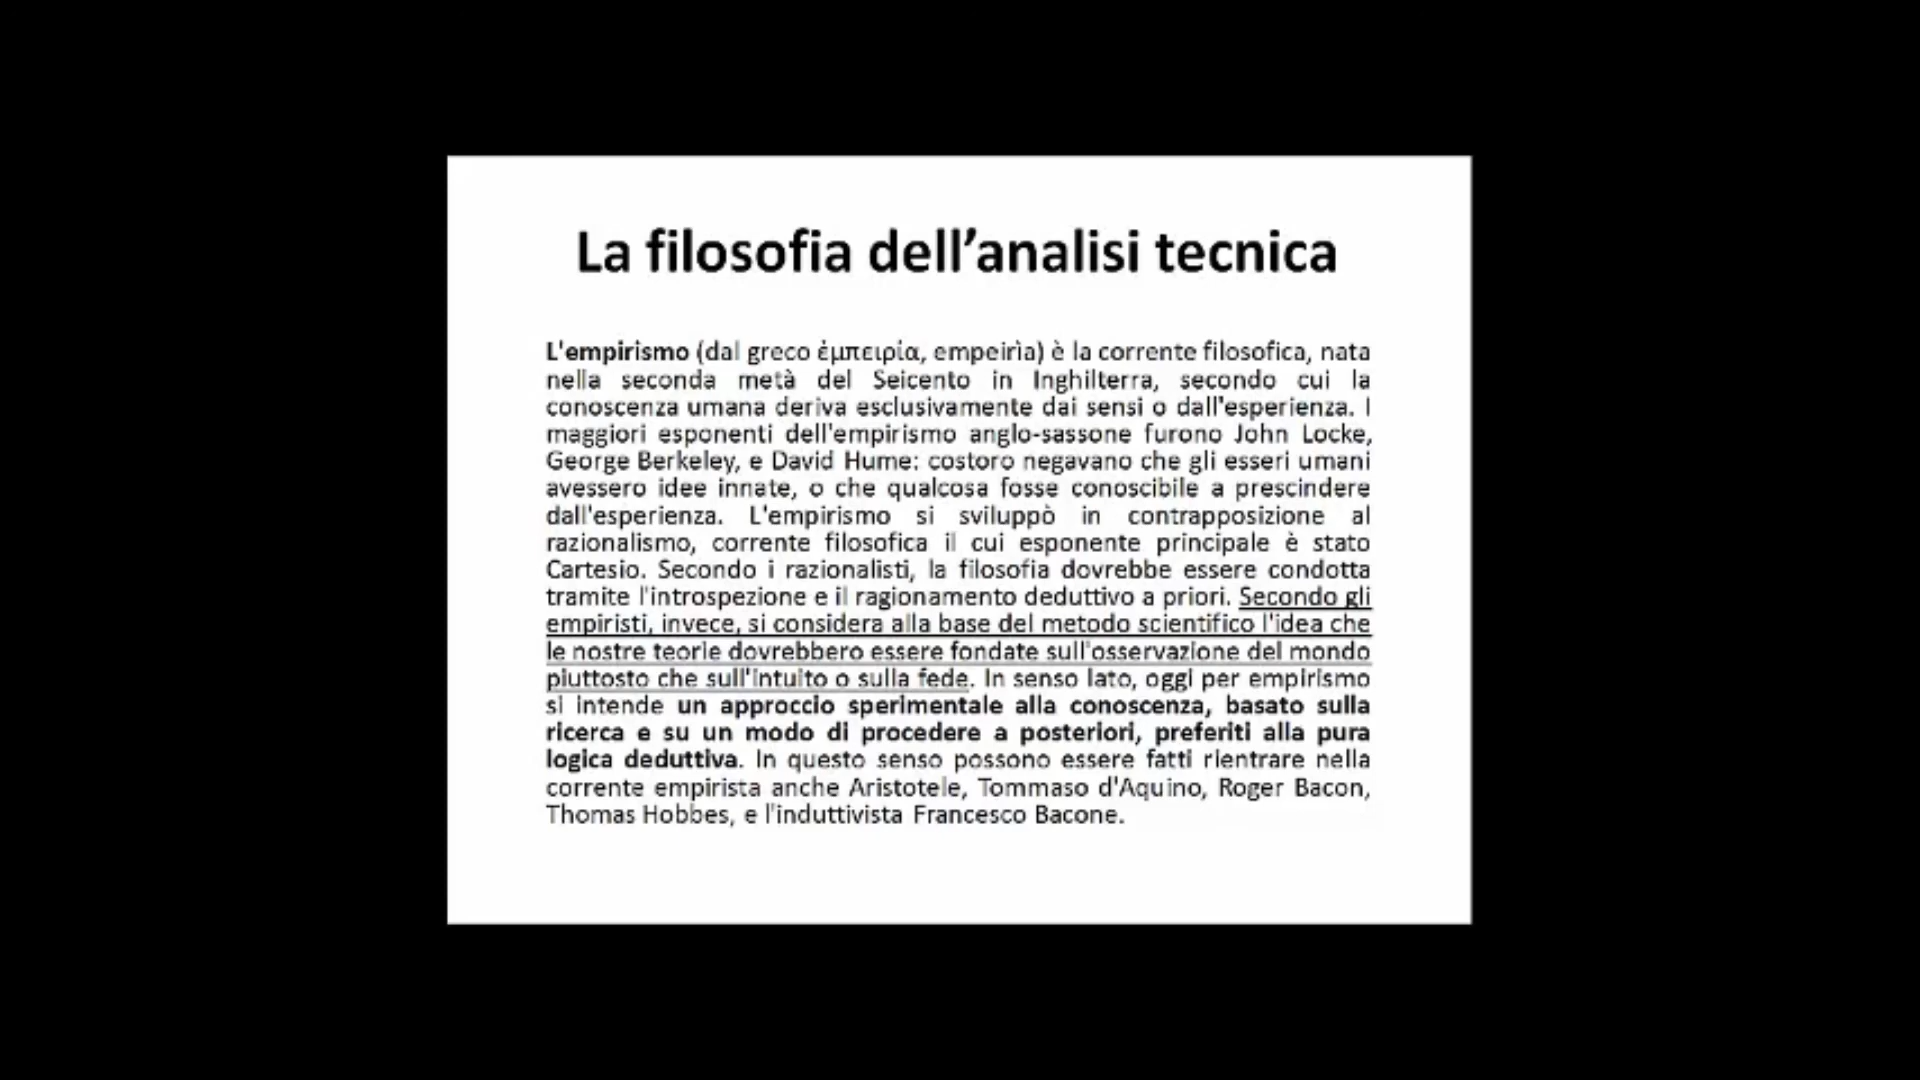 La filosofia dell’analisi tecnica
L'empirismo (dal greco ἐμπειρία, empeirìa) è la corrente filosofica, nata
nella seconda metà del Seicento in Inghilterra, secondo cui la
conoscenza umana deriva esclusivamente dai sensi o dall'esperienza. I
maggiori esponenti dell'empirismo anglo-sassone furono John Locke,
George Berkeley, e David Hume: costoro negavano che gli esseri umani
avessero idee innate, o che qualcosa fosse conoscibile a prescindere
dall'esperienza. L'empirismo si sviluppò in contrapposizione al
razionalismo, corrente filosofica il cui esponente principale è stato
Cartesio. Secondo i razionalisti, la filosofia dovrebbe essere condotta
tramite l'introspezione e il ragionamento deduttivo a priori. Secondo gli
empiristi, invece, si considera alla base del metodo scientifico l'idea che
le nostre teorie dovrebbero essere fondate sull'osservazione del mondo
piuttosto che sull'intuito o sulla fede. In senso lato, oggi per empirismo
si intende un approccio sperimentale alla conoscenza, basato sulla
ricerca e su un modo di procedere a posteriori, preferiti alla pura
logica deduttiva. In questo senso possono essere fatti rientrare nella
corrente empirista anche Aristotele, Tommaso d'Aquino, Roger Bacon,
Thomas Hobbes, e l'induttivista Francesco Bacone.